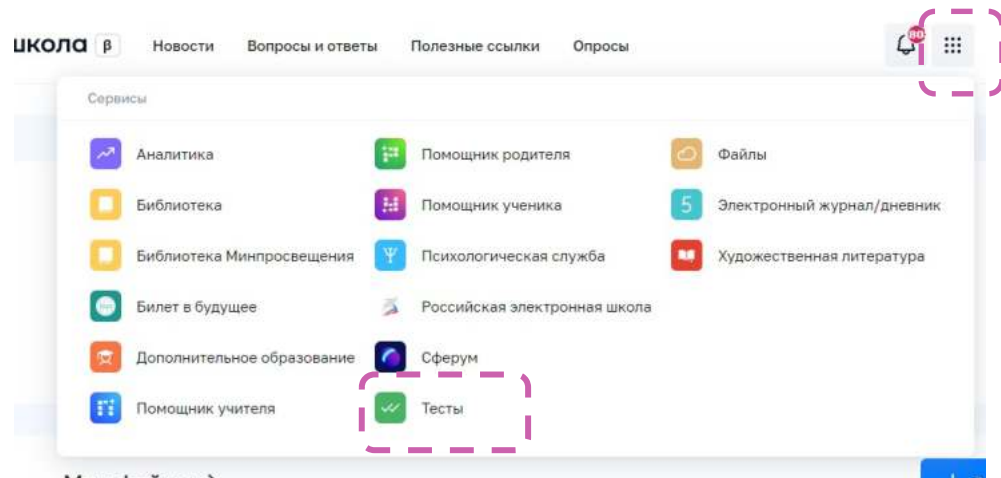 школа β Новости Вопросы и ответы Полезные ссылки Опросы 80
Сервисы
Аналитика
Библиотека
Библиотека Минпросвещения
Билет в будущее
Дополнительное образование
Помощник учителя
Помощник родителя
Помощник ученика
Психологическая служба
Российская электронная школа
Сферум
Тесты
Файлы
5 Электронный журнал/дневник
Художественная литература